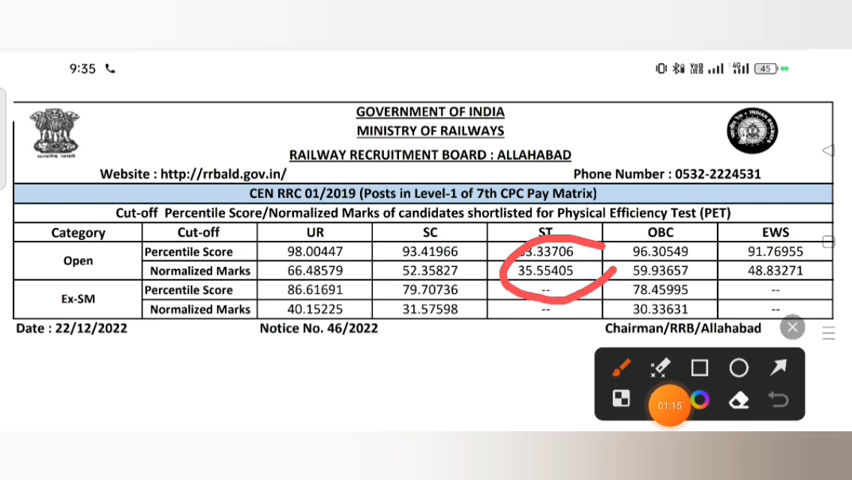 9:35
VoD LTE 4G 45
GOVERNMENT OF INDIA
MINISTRY OF RAILWAYS
RAILWAY RECRUITMENT BOARD : ALLAHABAD
Website : http://rrbald.gov.in/ Phone Number : 0532-2224531
CEN RRC 01/2019 (Posts in Level-1 of 7th CPC Pay Matrix)
Cut-off Percentile Score/Normalized Marks of candidates shortlisted for Physical Efficiency Test (PET)
Category Cut-off UR SC ST OBC EWS
Open Percentile Score 98.00447 93.41966 3.33706 96.30549 91.76955
Normalized Marks 66.48579 52.35827 35.55405 59.93657 48.83271
Ex-SM Percentile Score 86.61691 79.70736 -- 78.45995 --
Normalized Marks 40.15225 31.57598 -- 30.33631 --
Date : 22/12/2022 Notice No. 46/2022 Chairman/RRB/Allahabad
01:15